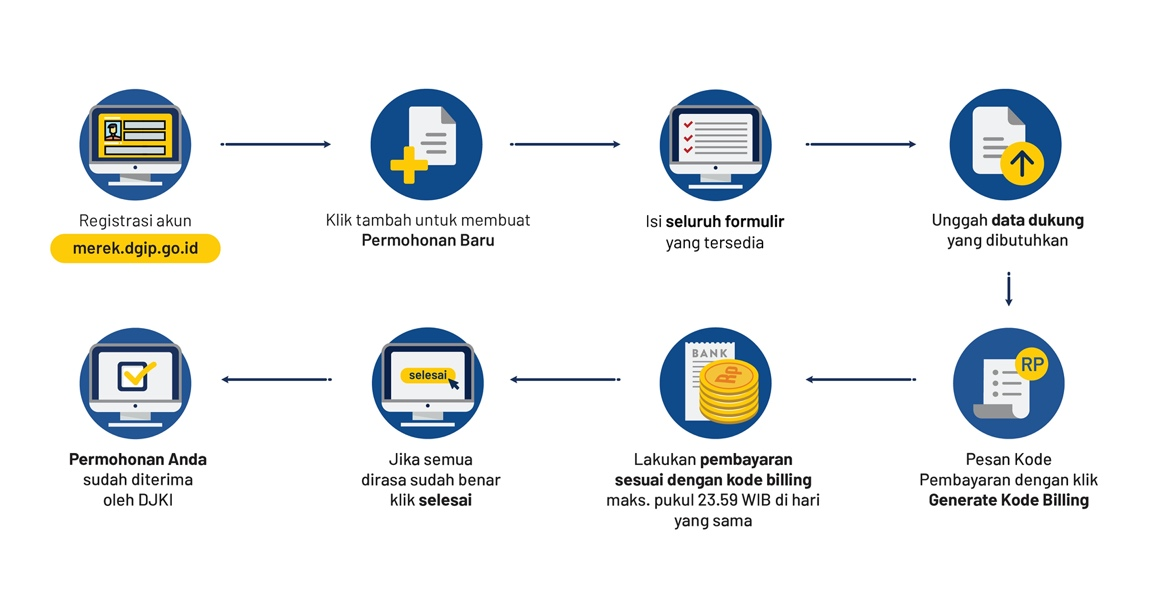 Registrasi akun
merek.dgip.go.id
Klik tambah untuk membuat
Permohonan Baru
Isi seluruh formulir
yang tersedia
Unggah data dukung
yang dibutuhkan
RP
Pesan Kode
Pembayaran dengan klik
Generate Kode Billing
BANK
Rp
Lakukan pembayaran
sesuai dengan kode billing
maks. pukul 23.59 WIB di hari
yang sama
selesai
Jika semua
dirasa sudah benar
klik selesai
Permohonan Anda
sudah diterima
oleh DJKI